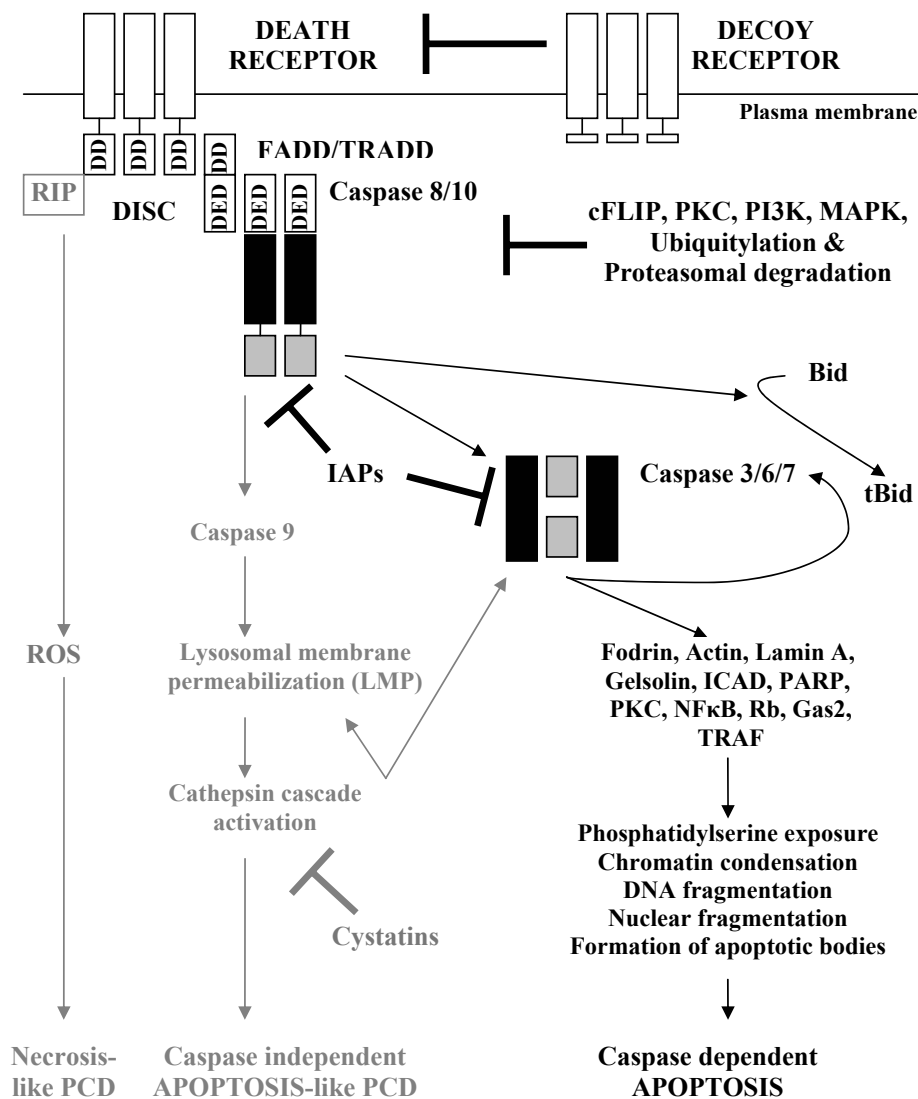 DEATH
RECEPTOR
DECOY
RECEPTOR
Plasma membrane
DD
DD
DD
DD
FADD/TRADD
RIP
DISC
DED
DED
DED
Caspase 8/10
cFLIP, PKC, PI3K, MAPK,
Ubiquitylation &
Proteasomal degradation
Bid
tBid
IAPs
Caspase 3/6/7
Caspase 9
ROS
Lysosomal membrane
permeabilization (LMP)
Fodrin, Actin, Lamin A,
Gelsolin, ICAD, PARP,
PKC, NFκB, Rb, Gas2,
TRAF
Cathepsin cascade
activation
Phosphatidylserine exposure
Chromatin condensation
DNA fragmentation
Nuclear fragmentation
Formation of apoptotic bodies
Cystatins
Necrosis-
like PCD
Caspase independent
APOPTOSIS-like PCD
Caspase dependent
APOPTOSIS